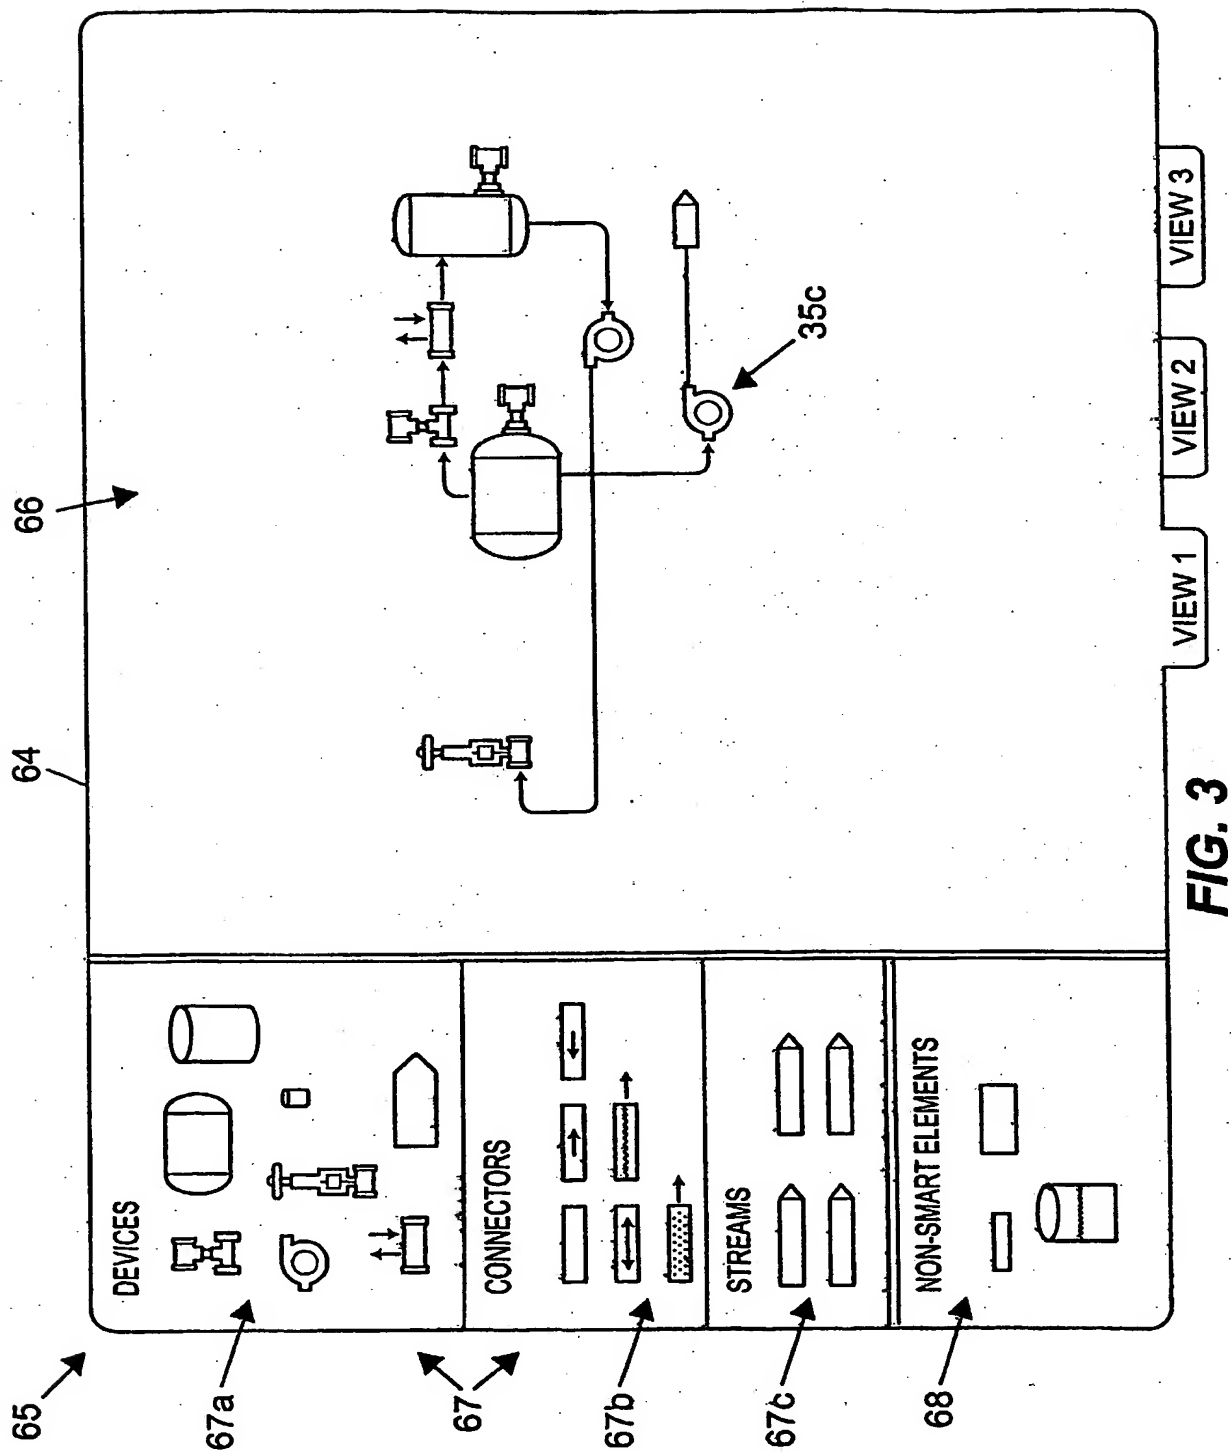 65
64
66
67a
DEVICES
67
CONNECTORS
67b
STREAMS
67c
NON-SMART ELEMENTS
68
35c
VIEW 1
VIEW 2
VIEW 3
FIG. 3